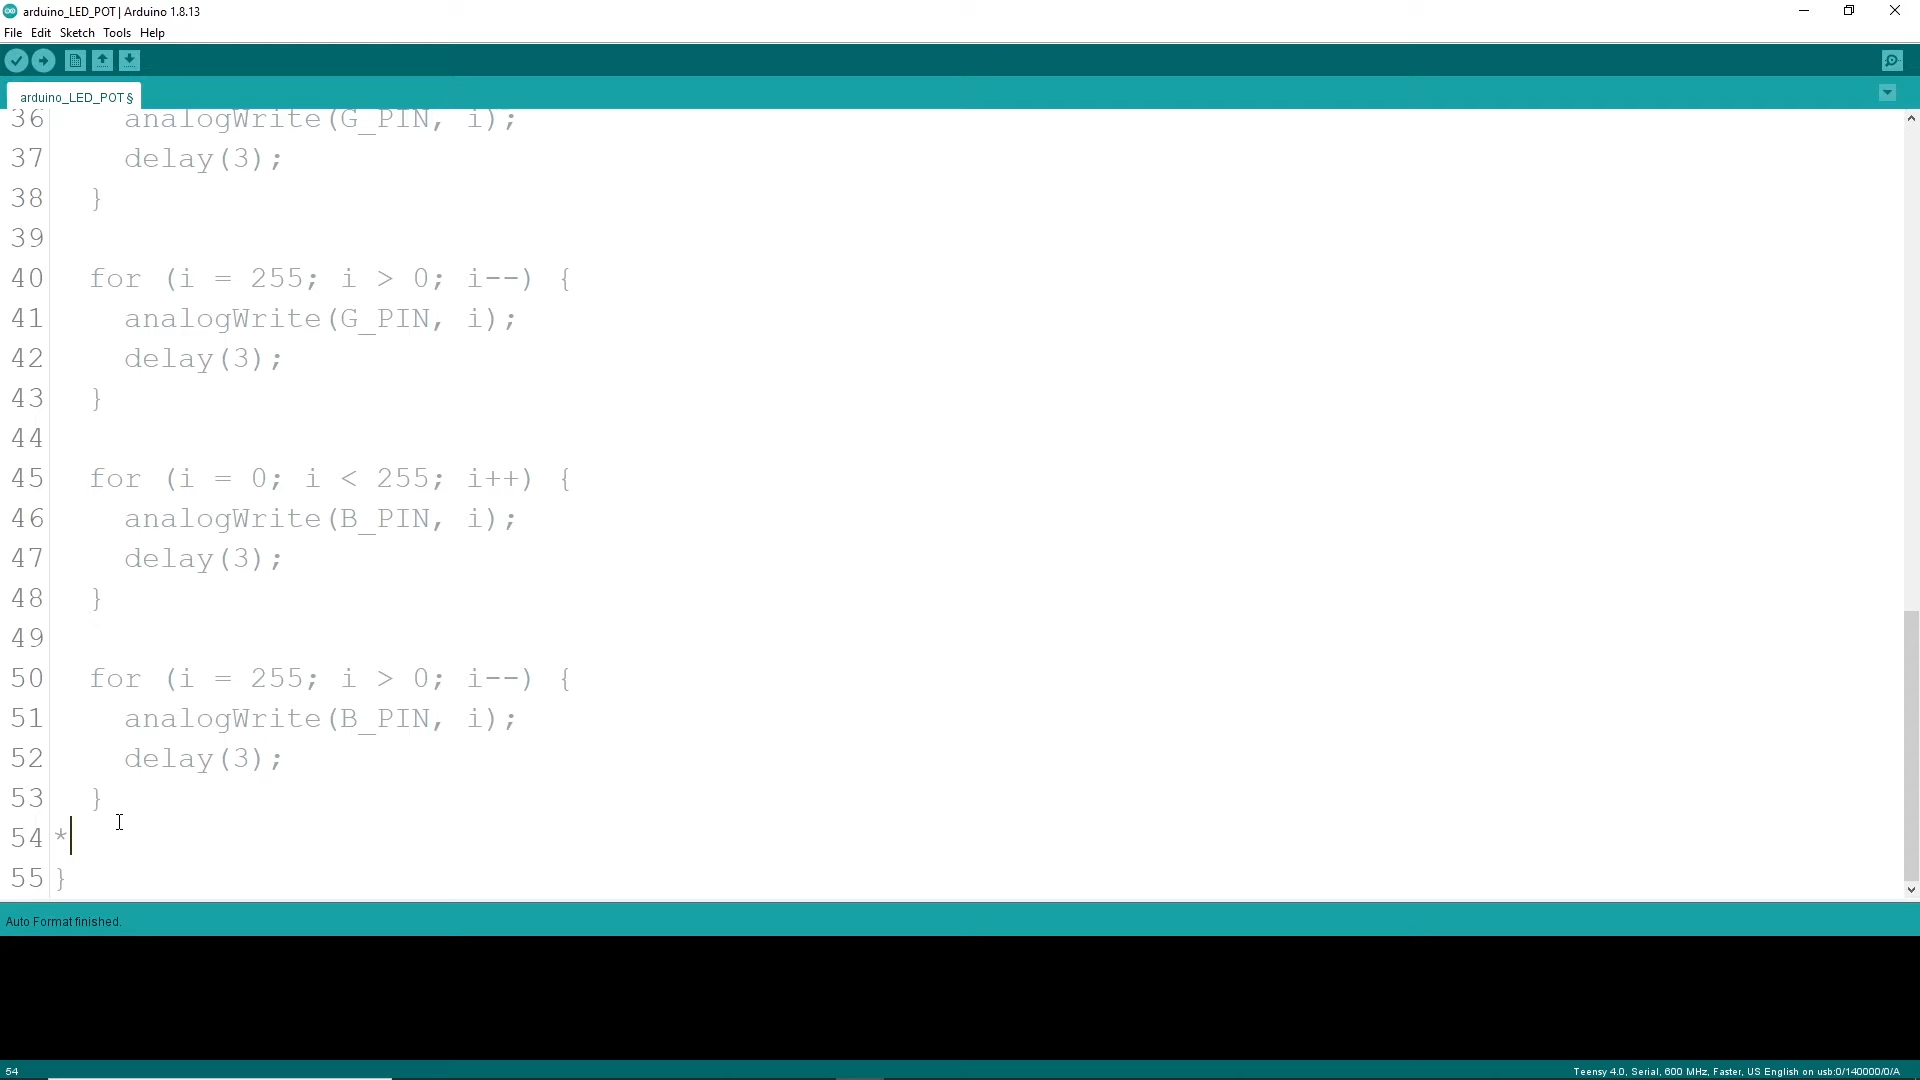 arduino_LED_POT | Arduino 1.8.13
File Edit Sketch Tools Help
arduino_LED_POT §
36 analogWrite(G_PIN, i);
37 delay(3);
38 }
39
40 for (i = 255; i > 0; i--) {
41 analogWrite(G_PIN, i);
42 delay(3);
43 }
44
45 for (i = 0; i < 255; i++) {
46 analogWrite(B_PIN, i);
47 delay(3);
48 }
49
50 for (i = 255; i > 0; i--) {
51 analogWrite(B_PIN, i);
52 delay(3);
53 }
54 *
55 }
Auto Format finished.
54
Teensy 4.0, Serial, 600 MHz, Faster, US English on usb:0/140000/0/A